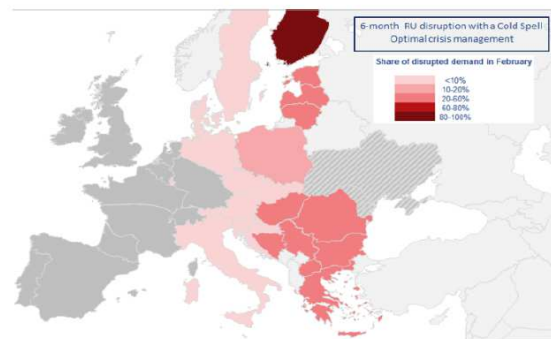 6-month RU disruption with a Cold Spell
Optimal crisis management
Share of disrupted demand in February
<10%
10-20%
20-60%
60-80%
80-100%